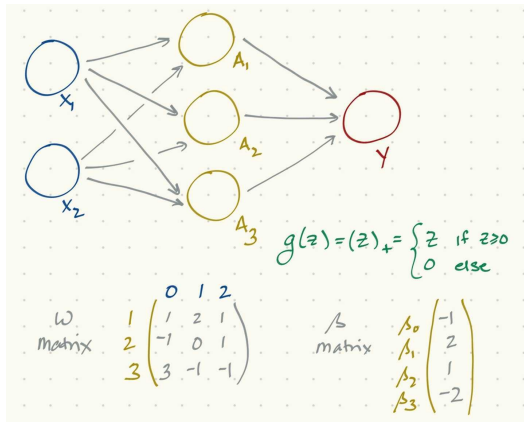 X₁
A₁
A₂
A₃
X₂
Y
g(z)=(z)₊= { z if z≥0
0 else
W matrix
0 1 2
1 1 2 1
2 -1 0 1
3 3 -1 -1
β matrix
β₀ -1
β₁ 2
β₂ 1
β₃ -2